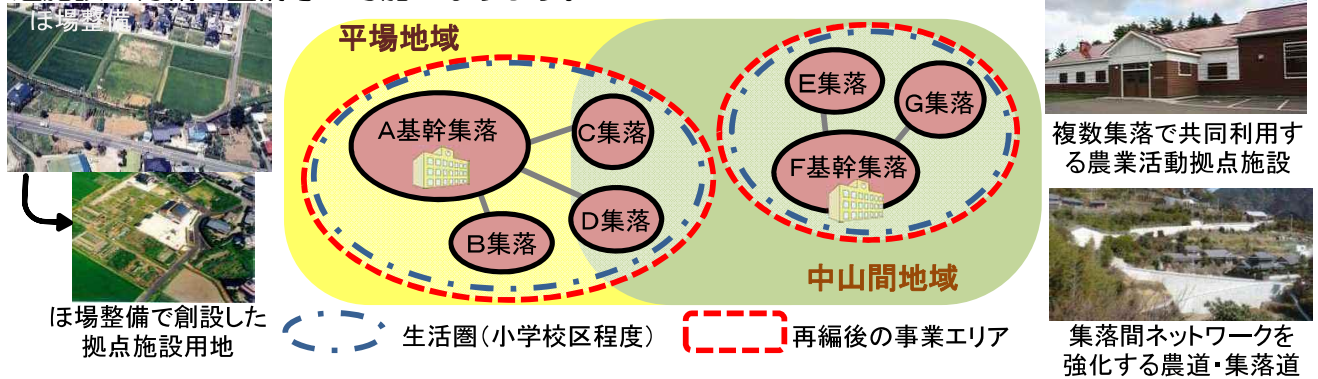 ほ場整備
平場地域
E集落
G集落
A基幹集落
C集落
F基幹集落
D集落
B集落
中山間地域
複数集落で共同利用す
る農業活動拠点施設
ほ場整備で創設した
拠点施設用地
生活圏(小学校区程度)
再編後の事業エリア
集落間ネットワークを
強化する農道・集落道